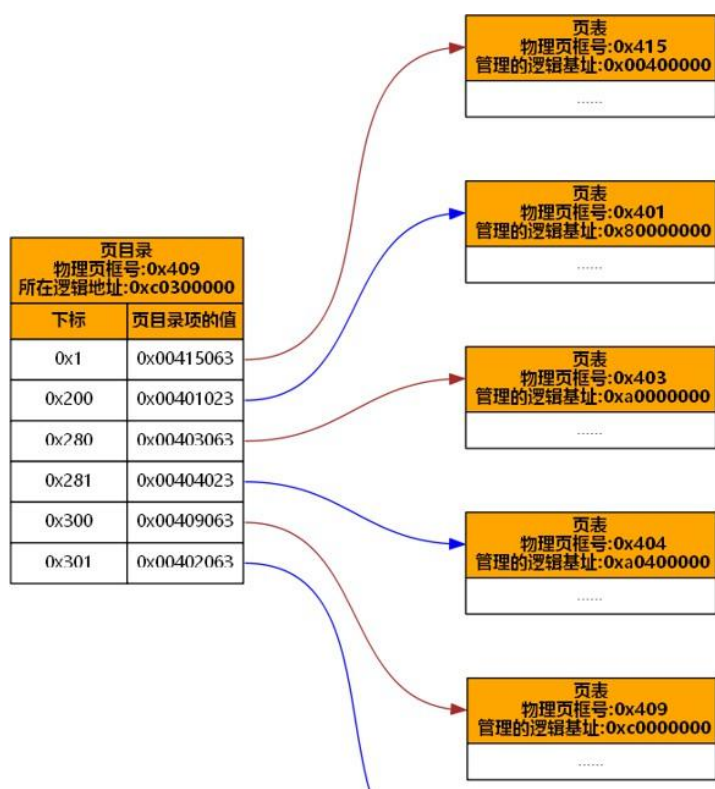 页表
物理页框号:0x415
管理的逻辑基址:0x00400000
......
页表
物理页框号:0x401
管理的逻辑基址:0x80000000
......
页目录
物理页框号:0x409
所在逻辑地址:0xc0300000
下标 页目录项的值
0x1 0x00415063
0x200 0x00401023
0x280 0x00403063
0x281 0x00404023
0x300 0x00409063
0x301 0x00402063
页表
物理页框号:0x403
管理的逻辑基址:0xa0000000
......
页表
物理页框号:0x404
管理的逻辑基址:0xa0400000
......
页表
物理页框号:0x409
管理的逻辑基址:0xc0000000
......